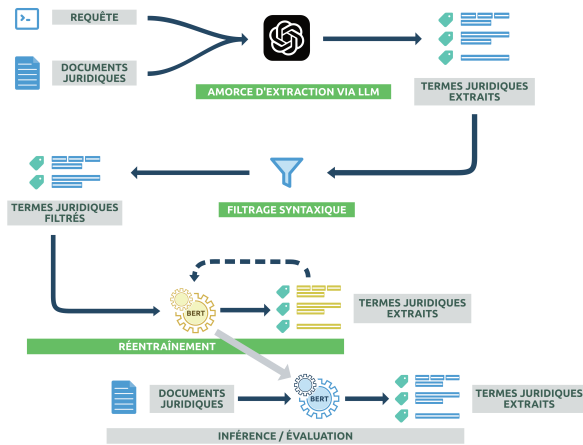 REQUÊTE
DOCUMENTS
JURIDIQUES
AMORCE D'EXTRACTION VIA LLM
TERMES JURIDIQUES
EXTRAITS
TERMES JURIDIQUES
FILTRÉS
FILTRAGE SYNTAXIQUE
BERT
TERMES JURIDIQUES
EXTRAITS
RÉENTRAÎNEMENT
DOCUMENTS
JURIDIQUES
BERT
TERMES JURIDIQUES
EXTRAITS
INFÉRENCE / ÉVALUATION